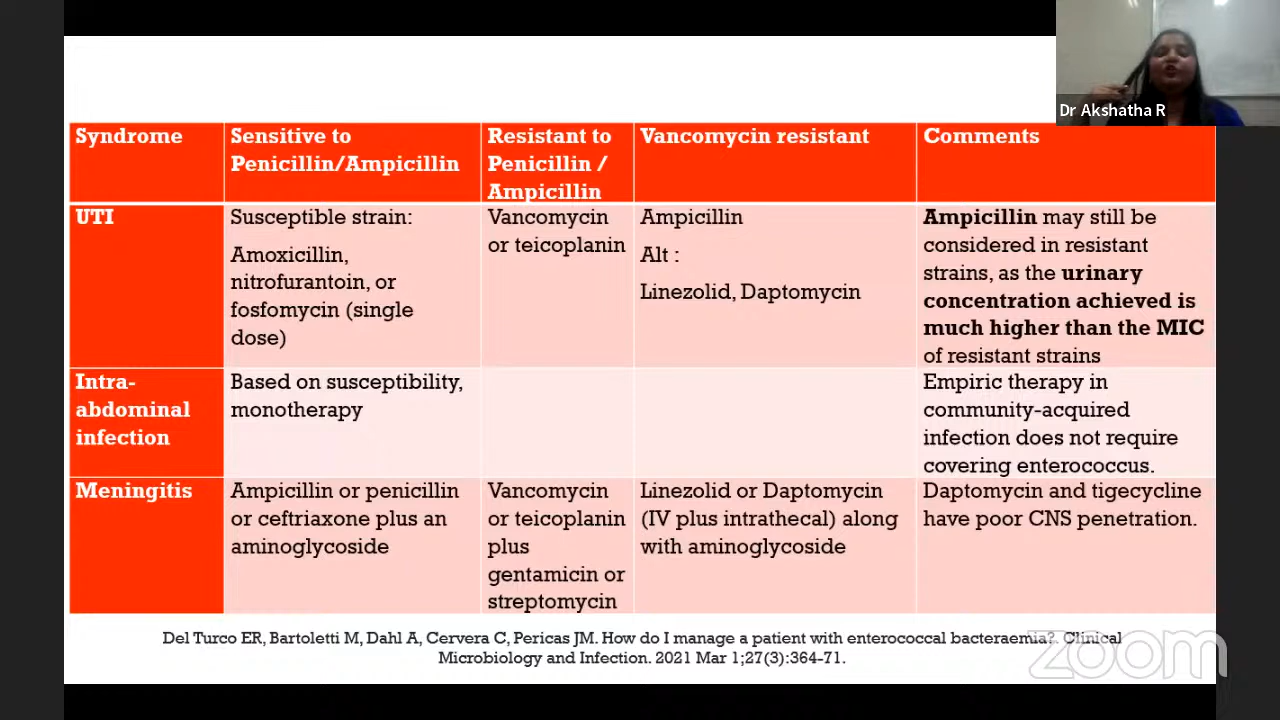 Dr Akshatha R
Syndrome
Sensitive to
Penicillin/Ampicillin
Resistant to
Penicillin /
Ampicillin
Vancomycin resistant
Comments
UTI
Susceptible strain:
Amoxicillin,
nitrofurantoin, or
fosfomycin (single
dose)
Vancomycin
or teicoplanin
Ampicillin
Alt :
Linezolid, Daptomycin
Ampicillin may still be
considered in resistant
strains, as the urinary
concentration achieved is
much higher than the MIC
of resistant strains
Intra-
abdominal
infection
Based on susceptibility,
monotherapy
Empiric therapy in
community-acquired
infection does not require
covering enterococcus.
Meningitis
Ampicillin or penicillin
or ceftriaxone plus an
aminoglycoside
Vancomycin
or teicoplanin
plus
gentamicin or
streptomycin
Linezolid or Daptomycin
(IV plus intrathecal) along
with aminoglycoside
Daptomycin and tigecycline
have poor CNS penetration.
Del Turco ER, Bartoletti M, Dahl A, Cervera C, Pericas JM. How do I manage a patient with enterococcal bacteraemia?. Clinical
Microbiology and Infection. 2021 Mar 1;27(3):364-71.
zoom